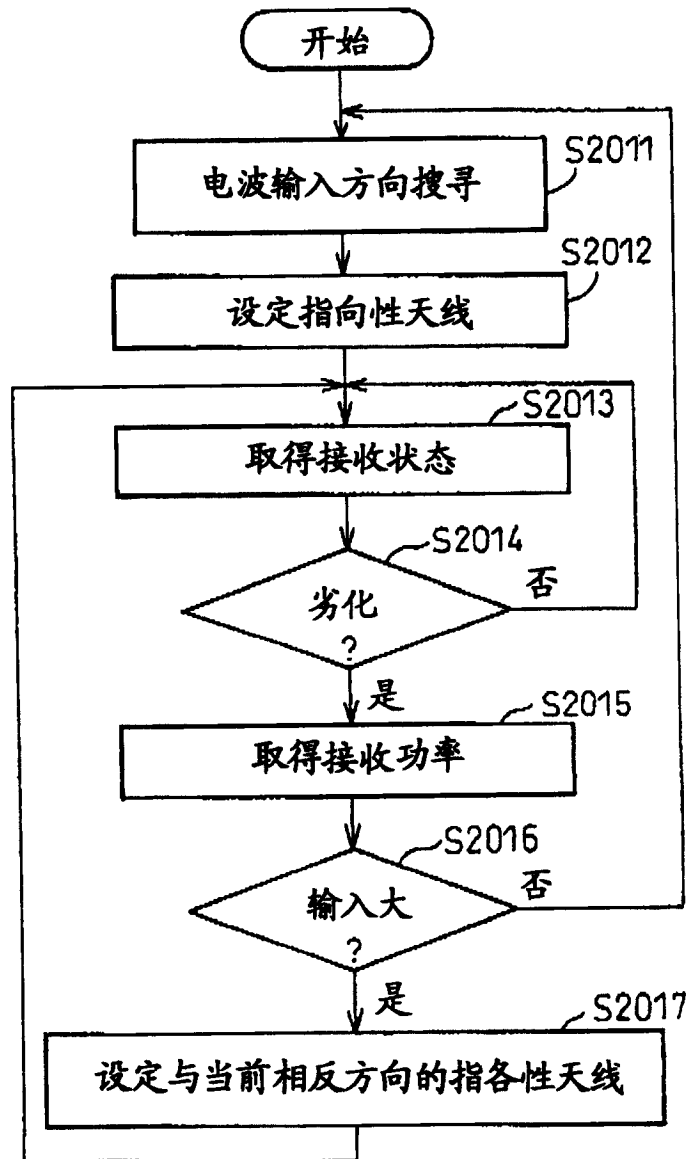 开始
S2011
电波输入方向搜寻
S2012
设定指向性天线
S2013
取得接收状态
S2014
劣化
?
否
是
S2015
取得接收功率
S2016
输入大
?
否
是
S2017
设定与当前相反方向的指各性天线